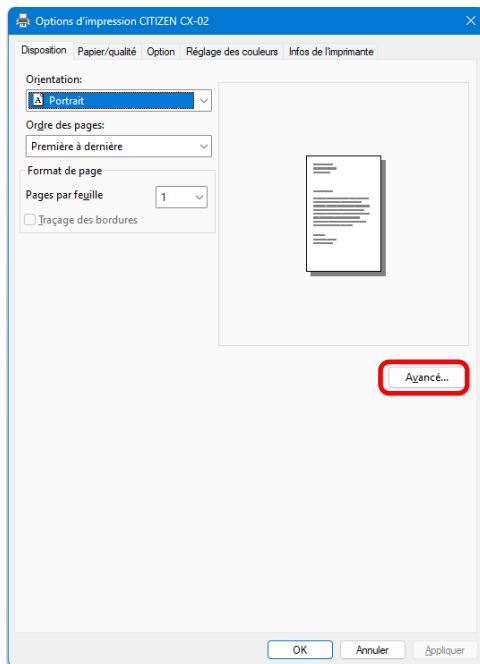 Options d'impression CITIZEN CX-02
Disposition Papier/qualité Option Réglage des couleurs Infos de l'imprimante
Orientation:
A Portrait
Ordre des pages:
Première à dernière
Format de page
Pages par feuille 1
Traçage des bordures
Avancé...
OK Annuler Appliquer